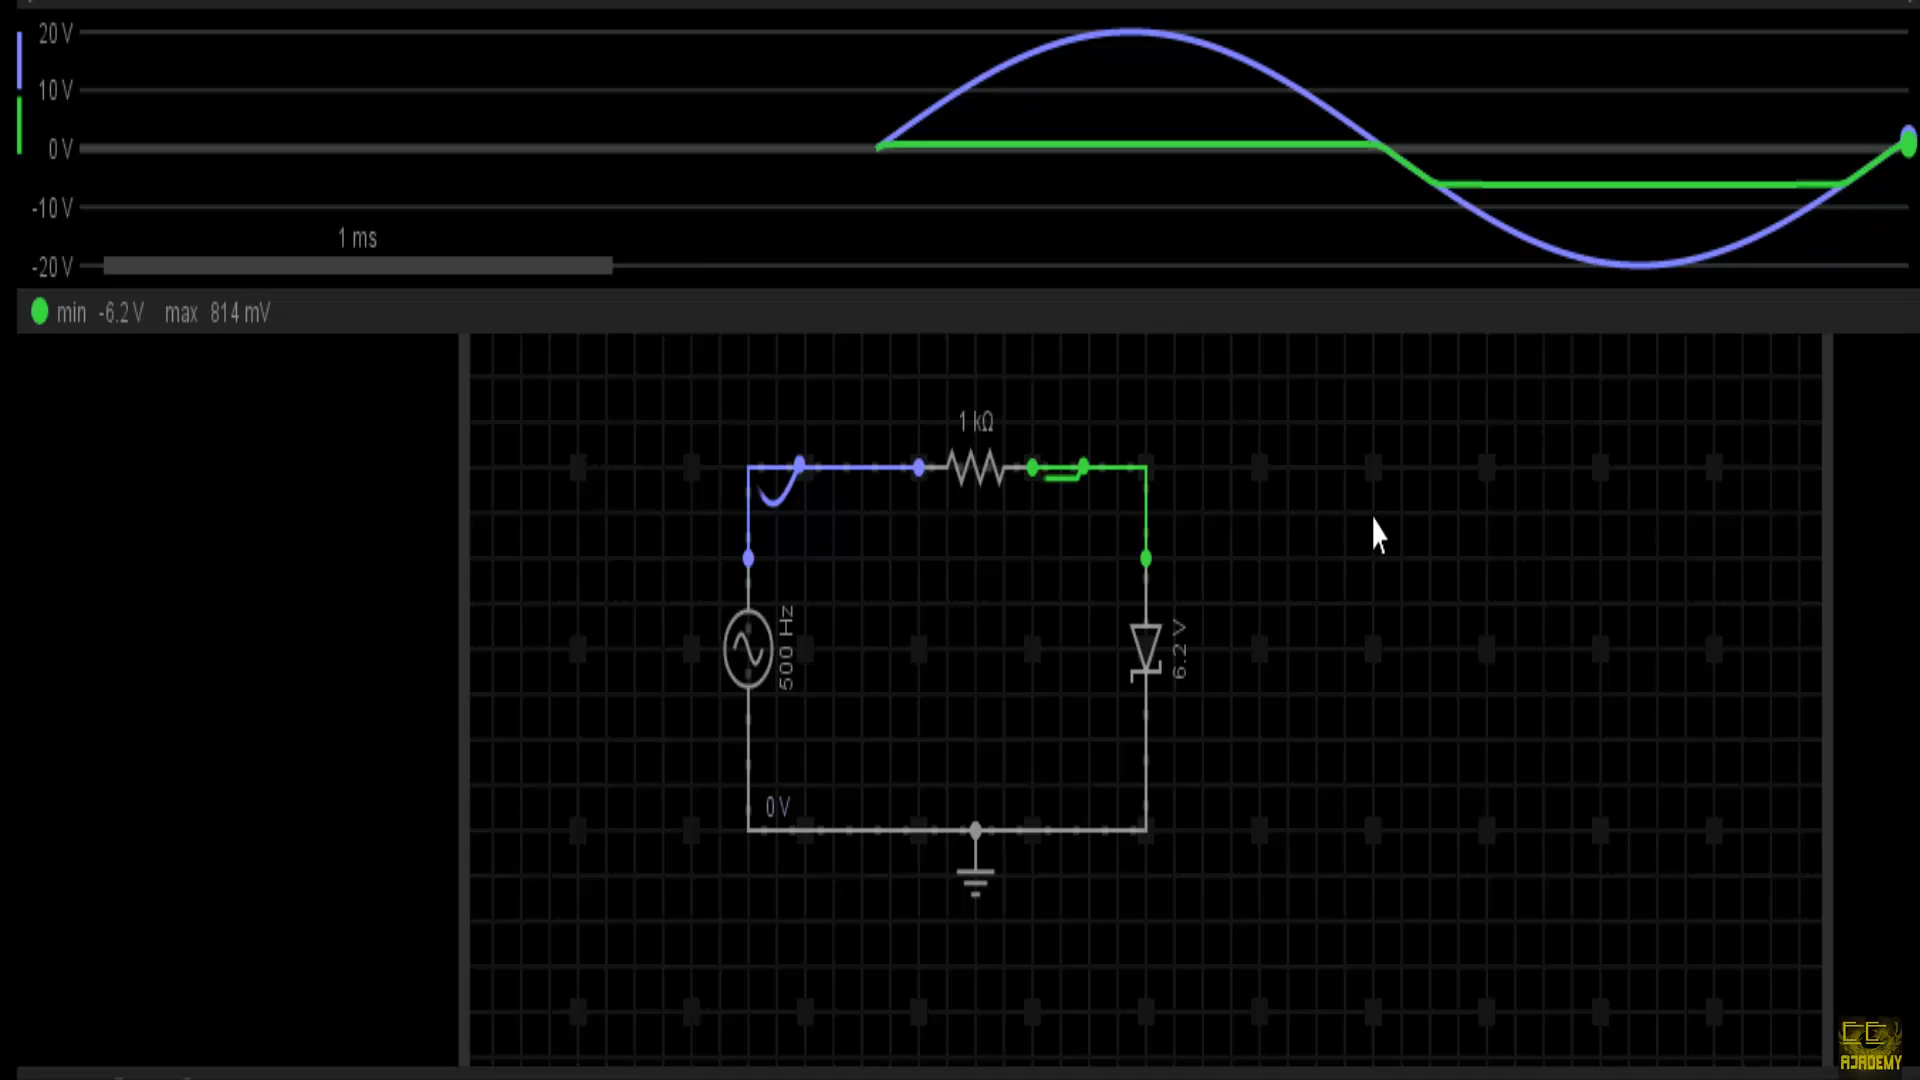 20 V
10 V
0 V
-10 V
1 ms
-20 V
min -6.2 V max 814 mV
1 kΩ
500 Hz
6.2 V
0 V
EE
AJADEMY